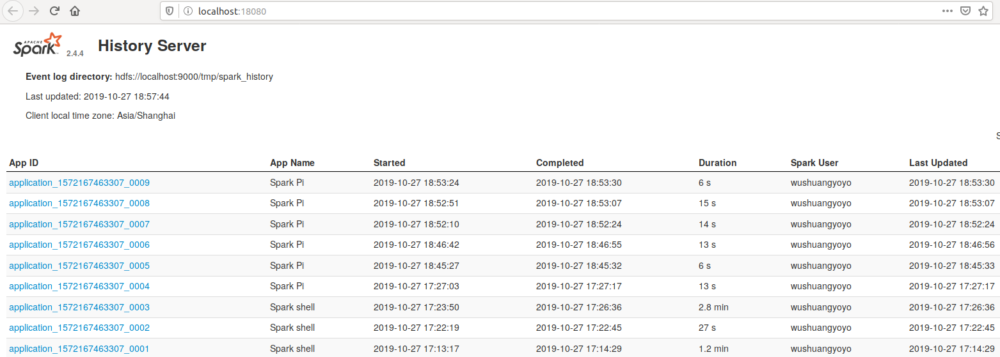 localhost:18080
APACHE Spark 2.4.4 History Server
Event log directory: hdfs://localhost:9000/tmp/spark_history
Last updated: 2019-10-27 18:57:44
Client local time zone: Asia/Shanghai
S
App ID App Name Started Completed Duration Spark User Last Updated
application_1572167463307_0009 Spark Pi 2019-10-27 18:53:24 2019-10-27 18:53:30 6 s wushuangyoyo 2019-10-27 18:53:30
application_1572167463307_0008 Spark Pi 2019-10-27 18:52:51 2019-10-27 18:53:07 15 s wushuangyoyo 2019-10-27 18:53:07
application_1572167463307_0007 Spark Pi 2019-10-27 18:52:10 2019-10-27 18:52:24 14 s wushuangyoyo 2019-10-27 18:52:24
application_1572167463307_0006 Spark Pi 2019-10-27 18:46:42 2019-10-27 18:46:55 13 s wushuangyoyo 2019-10-27 18:46:56
application_1572167463307_0005 Spark Pi 2019-10-27 18:45:27 2019-10-27 18:45:32 6 s wushuangyoyo 2019-10-27 18:45:33
application_1572167463307_0004 Spark Pi 2019-10-27 17:27:03 2019-10-27 17:27:17 13 s wushuangyoyo 2019-10-27 17:27:17
application_1572167463307_0003 Spark shell 2019-10-27 17:23:50 2019-10-27 17:26:36 2.8 min wushuangyoyo 2019-10-27 17:26:36
application_1572167463307_0002 Spark shell 2019-10-27 17:22:19 2019-10-27 17:22:45 27 s wushuangyoyo 2019-10-27 17:22:45
application_1572167463307_0001 Spark shell 2019-10-27 17:13:17 2019-10-27 17:14:29 1.2 min wushuangyoyo 2019-10-27 17:14:29